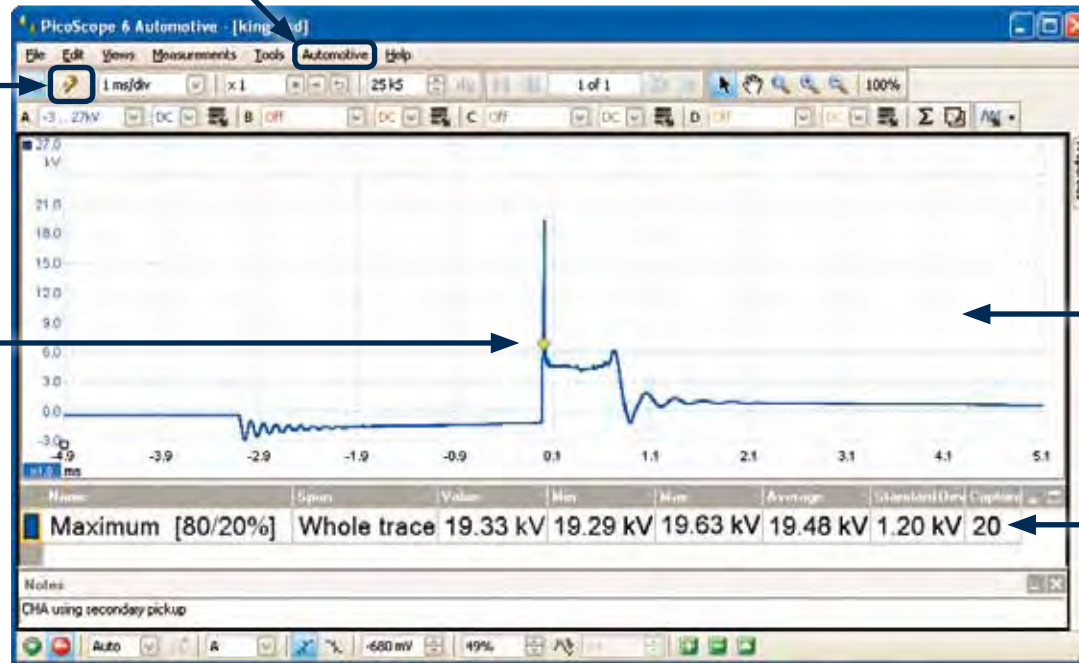 PicoScope 6 Automotive - [king
File Edit Views Measurements Tools Automotive Help
1 ms/div x 1 25 kS 1 of 1 100%
A -3... 27kV DC B Off DC C Off DC D Off DC Σ
27.0
kV
21.0
18.0
15.0
12.0
9.0
6.0
3.0
0.0
-3.0
-4.9 -3.9 -2.9 -1.9 -0.9 0.1 1.1 2.1 3.1 4.1 5.1
x1.0 ms
Name Span Value Min Max Average Standard Dev Capture
Maximum [80/20%] Whole trace 19.33 kV 19.29 kV 19.63 kV 19.48 kV 1.20 kV 20
Notes
CHA using secondary pickup
Auto A -680 mV 49%